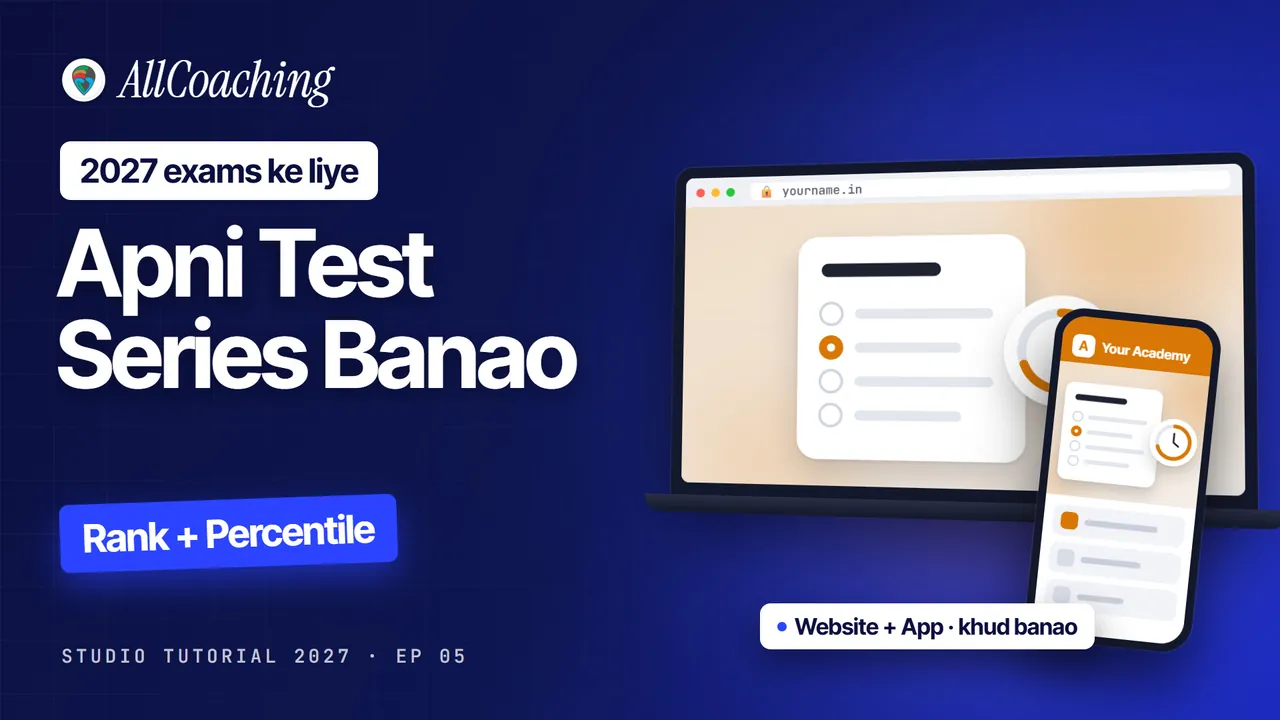 AllCoaching
2027 exams ke liye
Apni Test
Series Banao
Rank + Percentile
STUDIO TUTORIAL 2027 · EP 05
yourname.in
A Your Academy
Website + App · khud banao